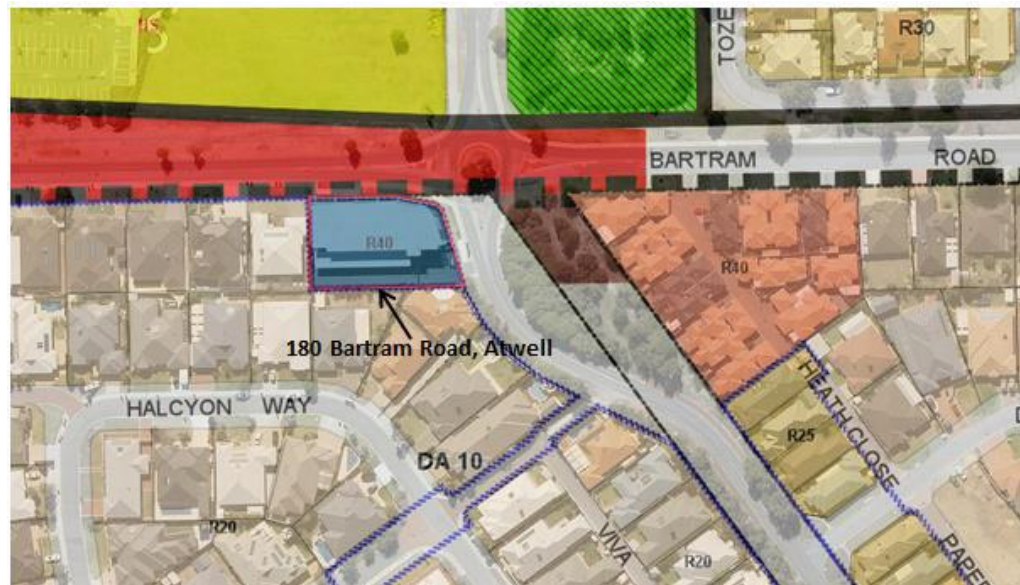 HS
TOZE
R30
BARTRAM
ROAD
R40
R40
180 Bartram Road, Atwell
HALCYON WAY
HEATH CLOSE
DA 10
R25
R20
VIVA
R20
PAPE
D